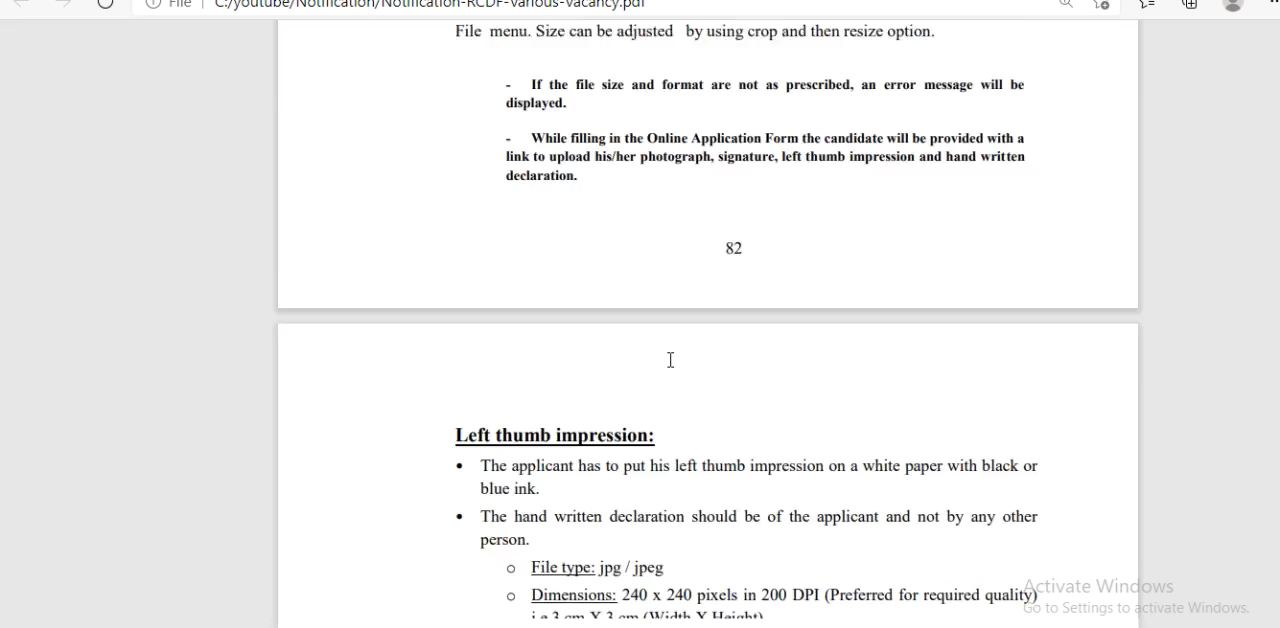 File | C:/youtube/Notification/Notification-RCDF-various-vacancy.pdf
File menu. Size can be adjusted by using crop and then resize option.
- If the file size and format are not as prescribed, an error message will be
displayed.
- While filling in the Online Application Form the candidate will be provided with a
link to upload his/her photograph, signature, left thumb impression and hand written
declaration.
82
Left thumb impression:
• The applicant has to put his left thumb impression on a white paper with black or
blue ink.
• The hand written declaration should be of the applicant and not by any other
person.
o File type: jpg / jpeg
o Dimensions: 240 x 240 pixels in 200 DPI (Preferred for required quality)
i.e 3 cm X 3 cm (Width X Height)
Activate Windows
Go to Settings to activate Windows.